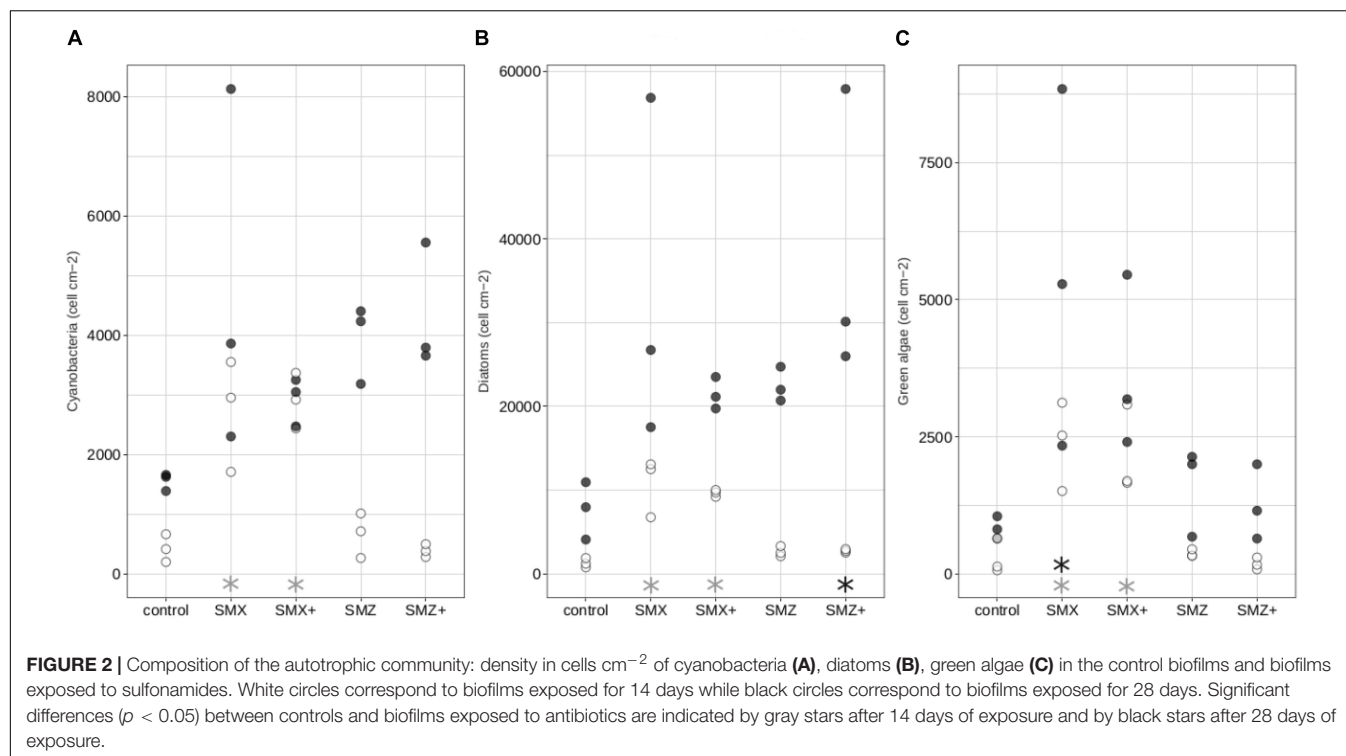 A
B
C
8000
6000
4000
2000
0
Cyanobacteria (cell cm−2)
control SMX SMX+ SMZ SMZ+
60000
40000
20000
0
Diatoms (cell cm−2)
control SMX SMX+ SMZ SMZ+
7500
5000
2500
0
Green algae (cell cm−2)
control SMX SMX+ SMZ SMZ+
FIGURE 2 | Composition of the autotrophic community: density in cells cm−2 of cyanobacteria (A), diatoms (B), green algae (C) in the control biofilms and biofilms
exposed to sulfonamides. White circles correspond to biofilms exposed for 14 days while black circles correspond to biofilms exposed for 28 days. Significant
differences (p < 0.05) between controls and biofilms exposed to antibiotics are indicated by gray stars after 14 days of exposure and by black stars after 28 days of
exposure.